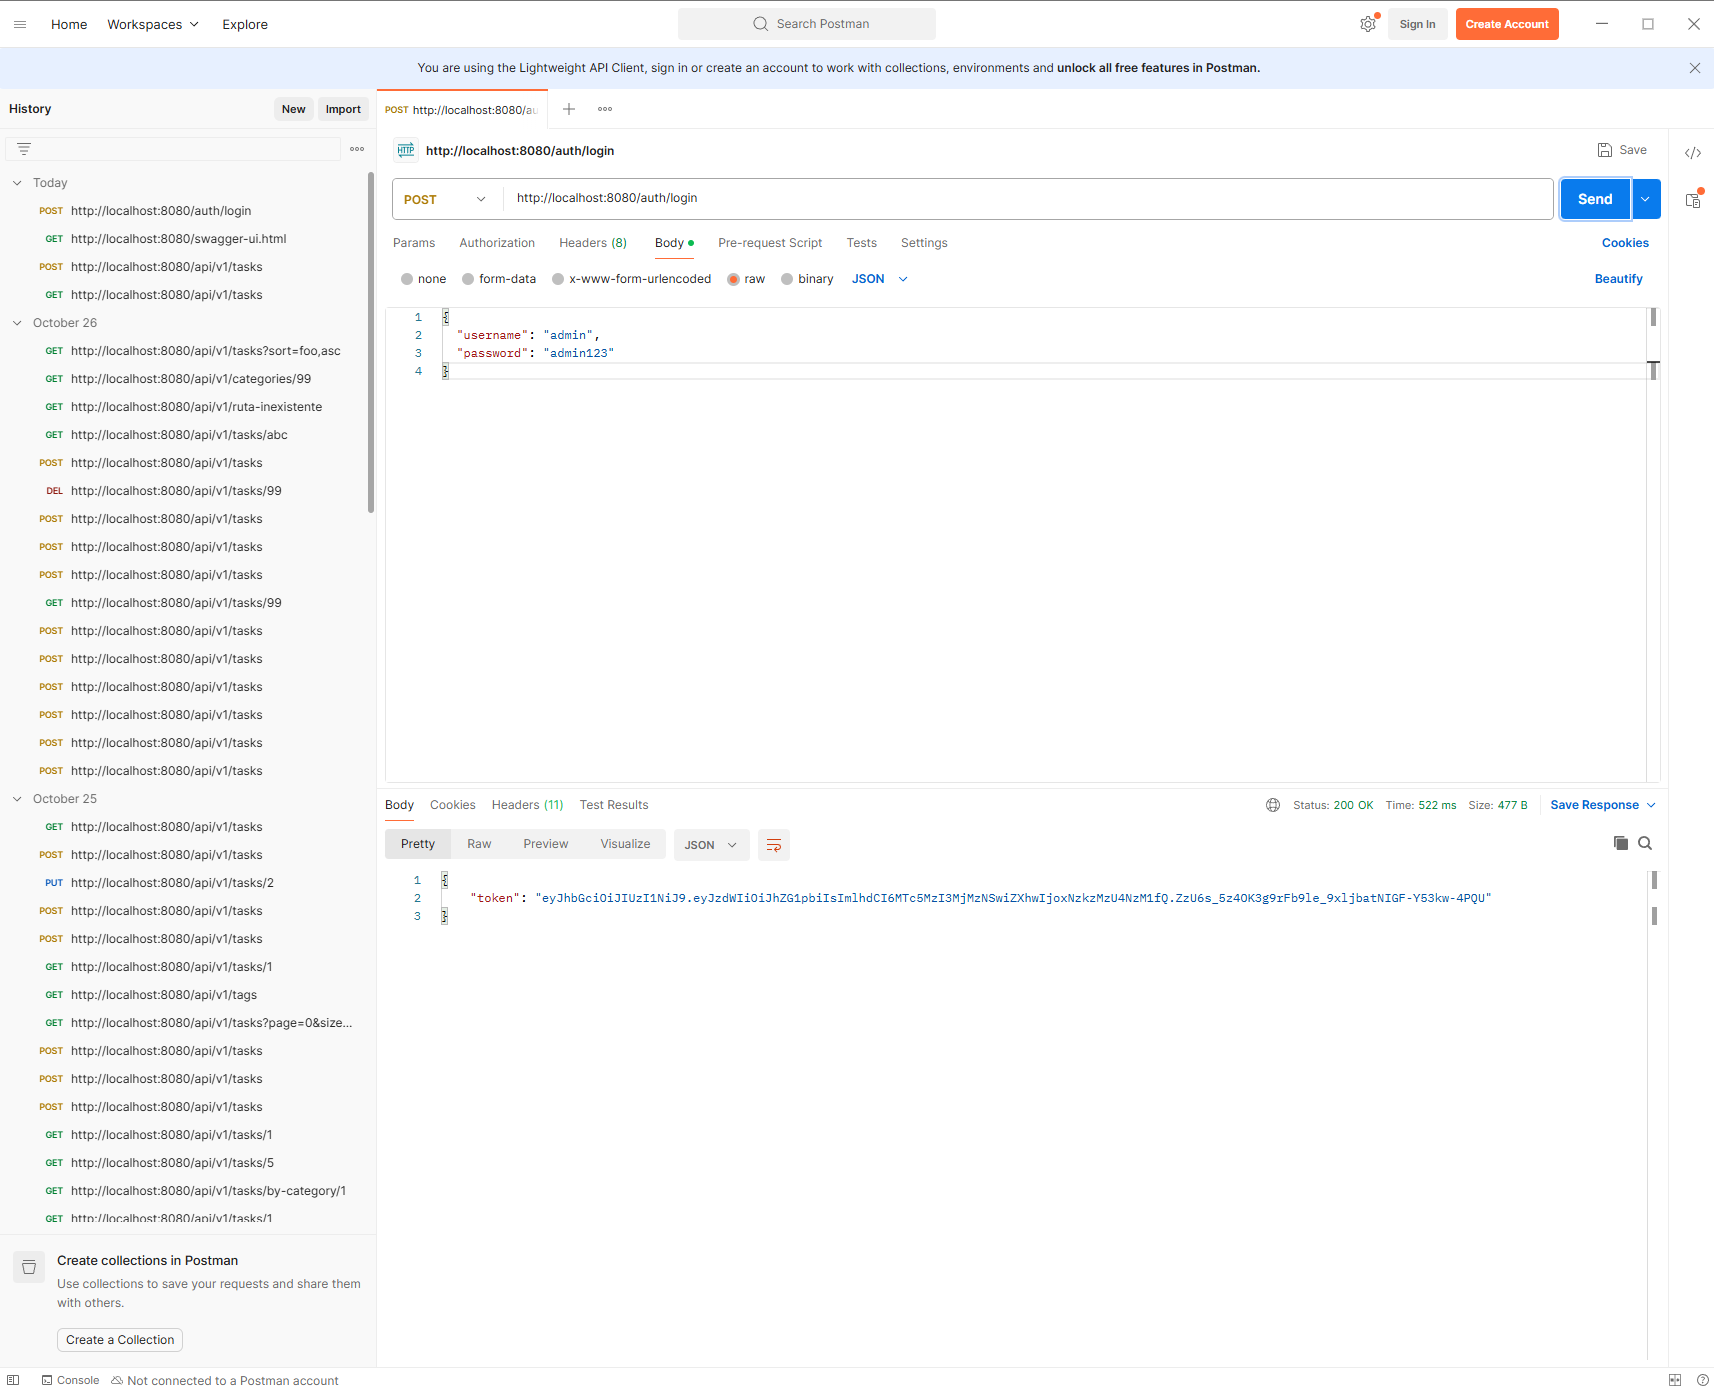 Home Workspaces Explore Search Postman Sign In Create Account
You are using the Lightweight API Client, sign in or create an account to work with collections, environments and unlock all free features in Postman.
History New Import
Today
POST http://localhost:8080/auth/login
GET http://localhost:8080/swagger-ui.html
POST http://localhost:8080/api/v1/tasks
GET http://localhost:8080/api/v1/tasks
October 26
GET http://localhost:8080/api/v1/tasks?sort=foo,asc
GET http://localhost:8080/api/v1/categories/99
GET http://localhost:8080/api/v1/ruta-inexistente
GET http://localhost:8080/api/v1/tasks/abc
POST http://localhost:8080/api/v1/tasks
DEL http://localhost:8080/api/v1/tasks/99
POST http://localhost:8080/api/v1/tasks
POST http://localhost:8080/api/v1/tasks
POST http://localhost:8080/api/v1/tasks
GET http://localhost:8080/api/v1/tasks/99
POST http://localhost:8080/api/v1/tasks
POST http://localhost:8080/api/v1/tasks
POST http://localhost:8080/api/v1/tasks
POST http://localhost:8080/api/v1/tasks
POST http://localhost:8080/api/v1/tasks
POST http://localhost:8080/api/v1/tasks
October 25
GET http://localhost:8080/api/v1/tasks
POST http://localhost:8080/api/v1/tasks
PUT http://localhost:8080/api/v1/tasks/2
POST http://localhost:8080/api/v1/tasks
POST http://localhost:8080/api/v1/tasks
GET http://localhost:8080/api/v1/tasks/1
GET http://localhost:8080/api/v1/tags
GET http://localhost:8080/api/v1/tasks?page=0&size...
POST http://localhost:8080/api/v1/tasks
POST http://localhost:8080/api/v1/tasks
POST http://localhost:8080/api/v1/tasks
GET http://localhost:8080/api/v1/tasks/1
GET http://localhost:8080/api/v1/tasks/5
GET http://localhost:8080/api/v1/tasks/by-category/1
GET http://localhost:8080/api/v1/tasks/1
Create collections in Postman
Use collections to save your requests and share them
with others.
Create a Collection
POST http://localhost:8080/au
HTTP http://localhost:8080/auth/login Save
POST http://localhost:8080/auth/login Send
Params Authorization Headers (8) Body Pre-request Script Tests Settings Cookies
none form-data x-www-form-urlencoded raw binary JSON Beautify
1 {
2 "username": "admin",
3 "password": "admin123"
4 }
Body Cookies Headers (11) Test Results Status: 200 OK Time: 522 ms Size: 477 B Save Response
Pretty Raw Preview Visualize JSON
1 {
2 "token": "eyJhbGciOiJIUzI1NiJ9.eyJzdWIiOiJhZG1pbiIsImlhdCI6MTc5MzI3MjMzNSwiZXhwIjoxNzkzMzU4NzM1fQ.ZzU6s_5z4OK3g9rFb9le_9xljbatNIGF-Y53kw-4PQU"
3 }
Console Not connected to a Postman account